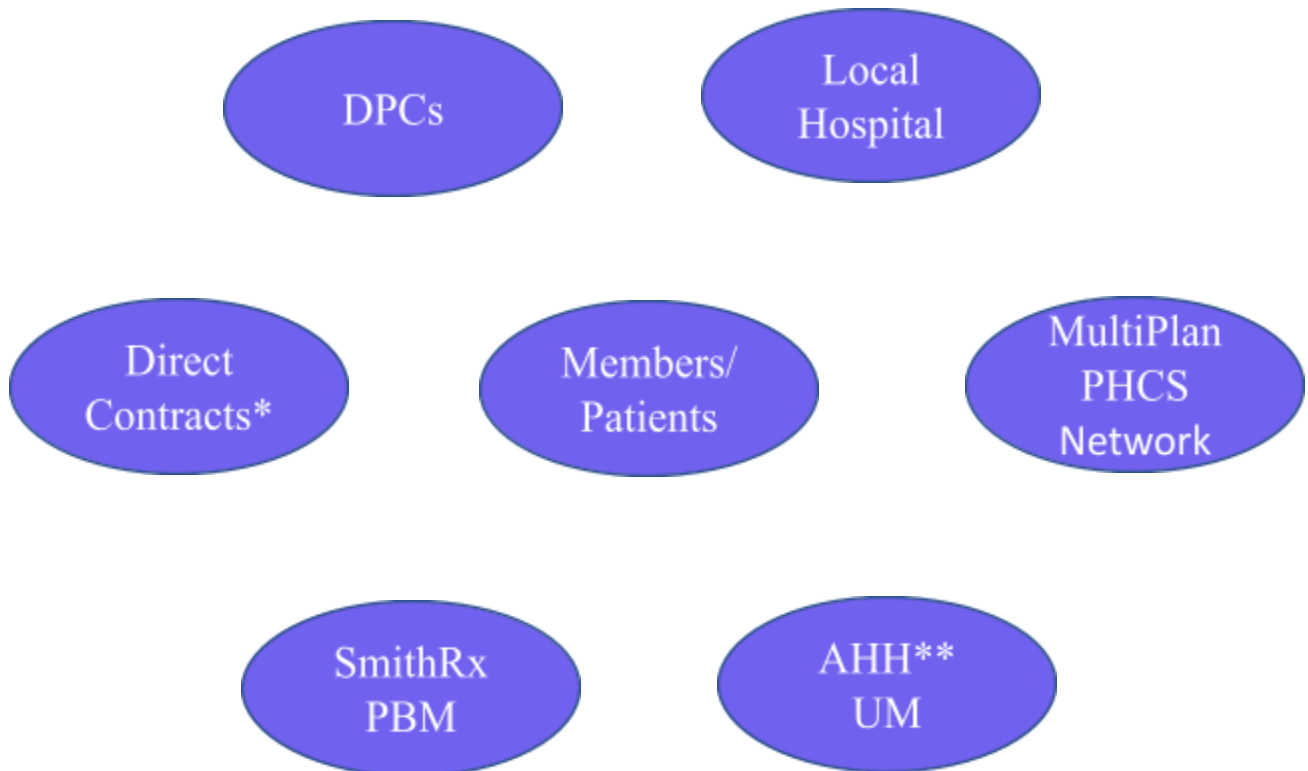 DPCs
Local
Hospital
Direct
Contracts*
Members/
Patients
MultiPlan
PHCS
Network
SmithRx
PBM
AHH**
UM